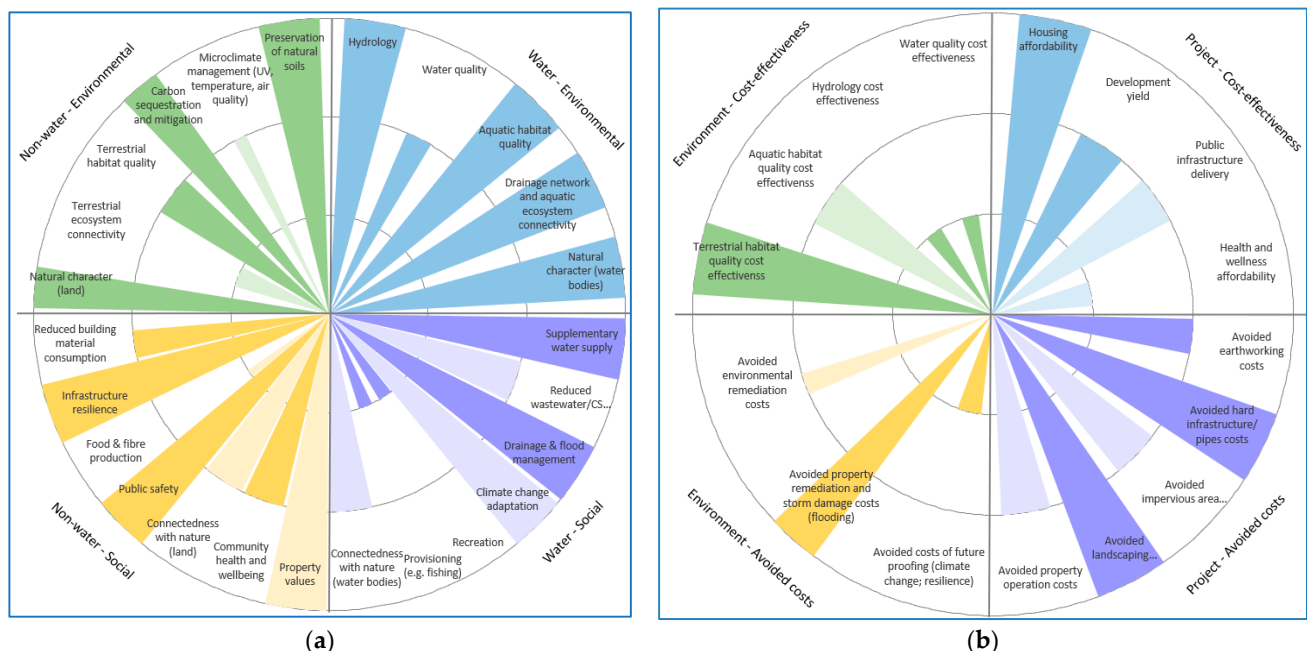 Non-water - Environmental
Water - Environmental
Preservation
of natural
soils
Hydrology
Microclimate
management (UV,
temperature, air
quality)
Water quality
Carbon
sequestration
and mitigation
Aquatic habitat
quality
Terrestrial
habitat quality
Drainage network
and aquatic
ecosystem
connectivity
Terrestrial
ecosystem
connectivity
Natural
character (water
bodies)
Natural character
(land)
Reduced building
material
consumption
Supplementary
water supply
Infrastructure
resilience
Reduced
wastewater/CS...
Food & fibre
production
Drainage & flood
management
Public safety
Climate change
adaptation
Connectedness
with nature
(land)
Recreation
Community
health and
wellbeing
Provisioning
(e.g. fishing)
Property
values
Connectedness
with nature
(water bodies)
Non-water - Social
Water - Social
(a)
Environment - Cost-effectiveness
Project - Cost-effectiveness
Water quality cost
effectiveness
Housing
affordability
Hydrology cost
effectiveness
Development
yield
Aquatic habitat
quality cost
effectivenss
Public
infrastructure
delivery
Terrestrial habitat
quality cost
effectivenss
Health and
wellness
affordability
Avoided
environmental
remediation
costs
Avoided
earthworking
costs
Avoided hard
infrastructure/
pipes costs
Avoided property
remediation and
storm damage costs
(flooding)
Avoided
impervious area...
Avoided costs of future
proofing (climate
change; resilience)
Avoided
landscaping...
Avoided property
operation costs
Environment - Avoided costs
Project - Avoided costs
(b)